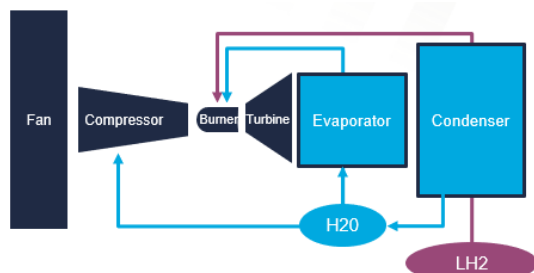 Fan
Compressor
Burner
Turbine
Evaporator
Condenser
H20
LH2